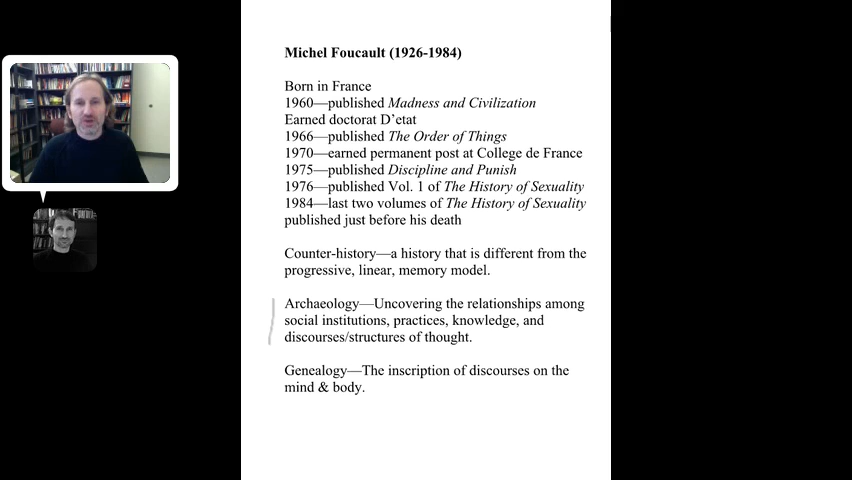 Michel Foucault (1926-1984)
Born in France
1960—published Madness and Civilization
Earned doctorat D’etat
1966—published The Order of Things
1970—earned permanent post at College de France
1975—published Discipline and Punish
1976—published Vol. 1 of The History of Sexuality
1984—last two volumes of The History of Sexuality
published just before his death
Counter-history—a history that is different from the
progressive, linear, memory model.
Archaeology—Uncovering the relationships among
social institutions, practices, knowledge, and
discourses/structures of thought.
Genealogy—The inscription of discourses on the
mind & body.